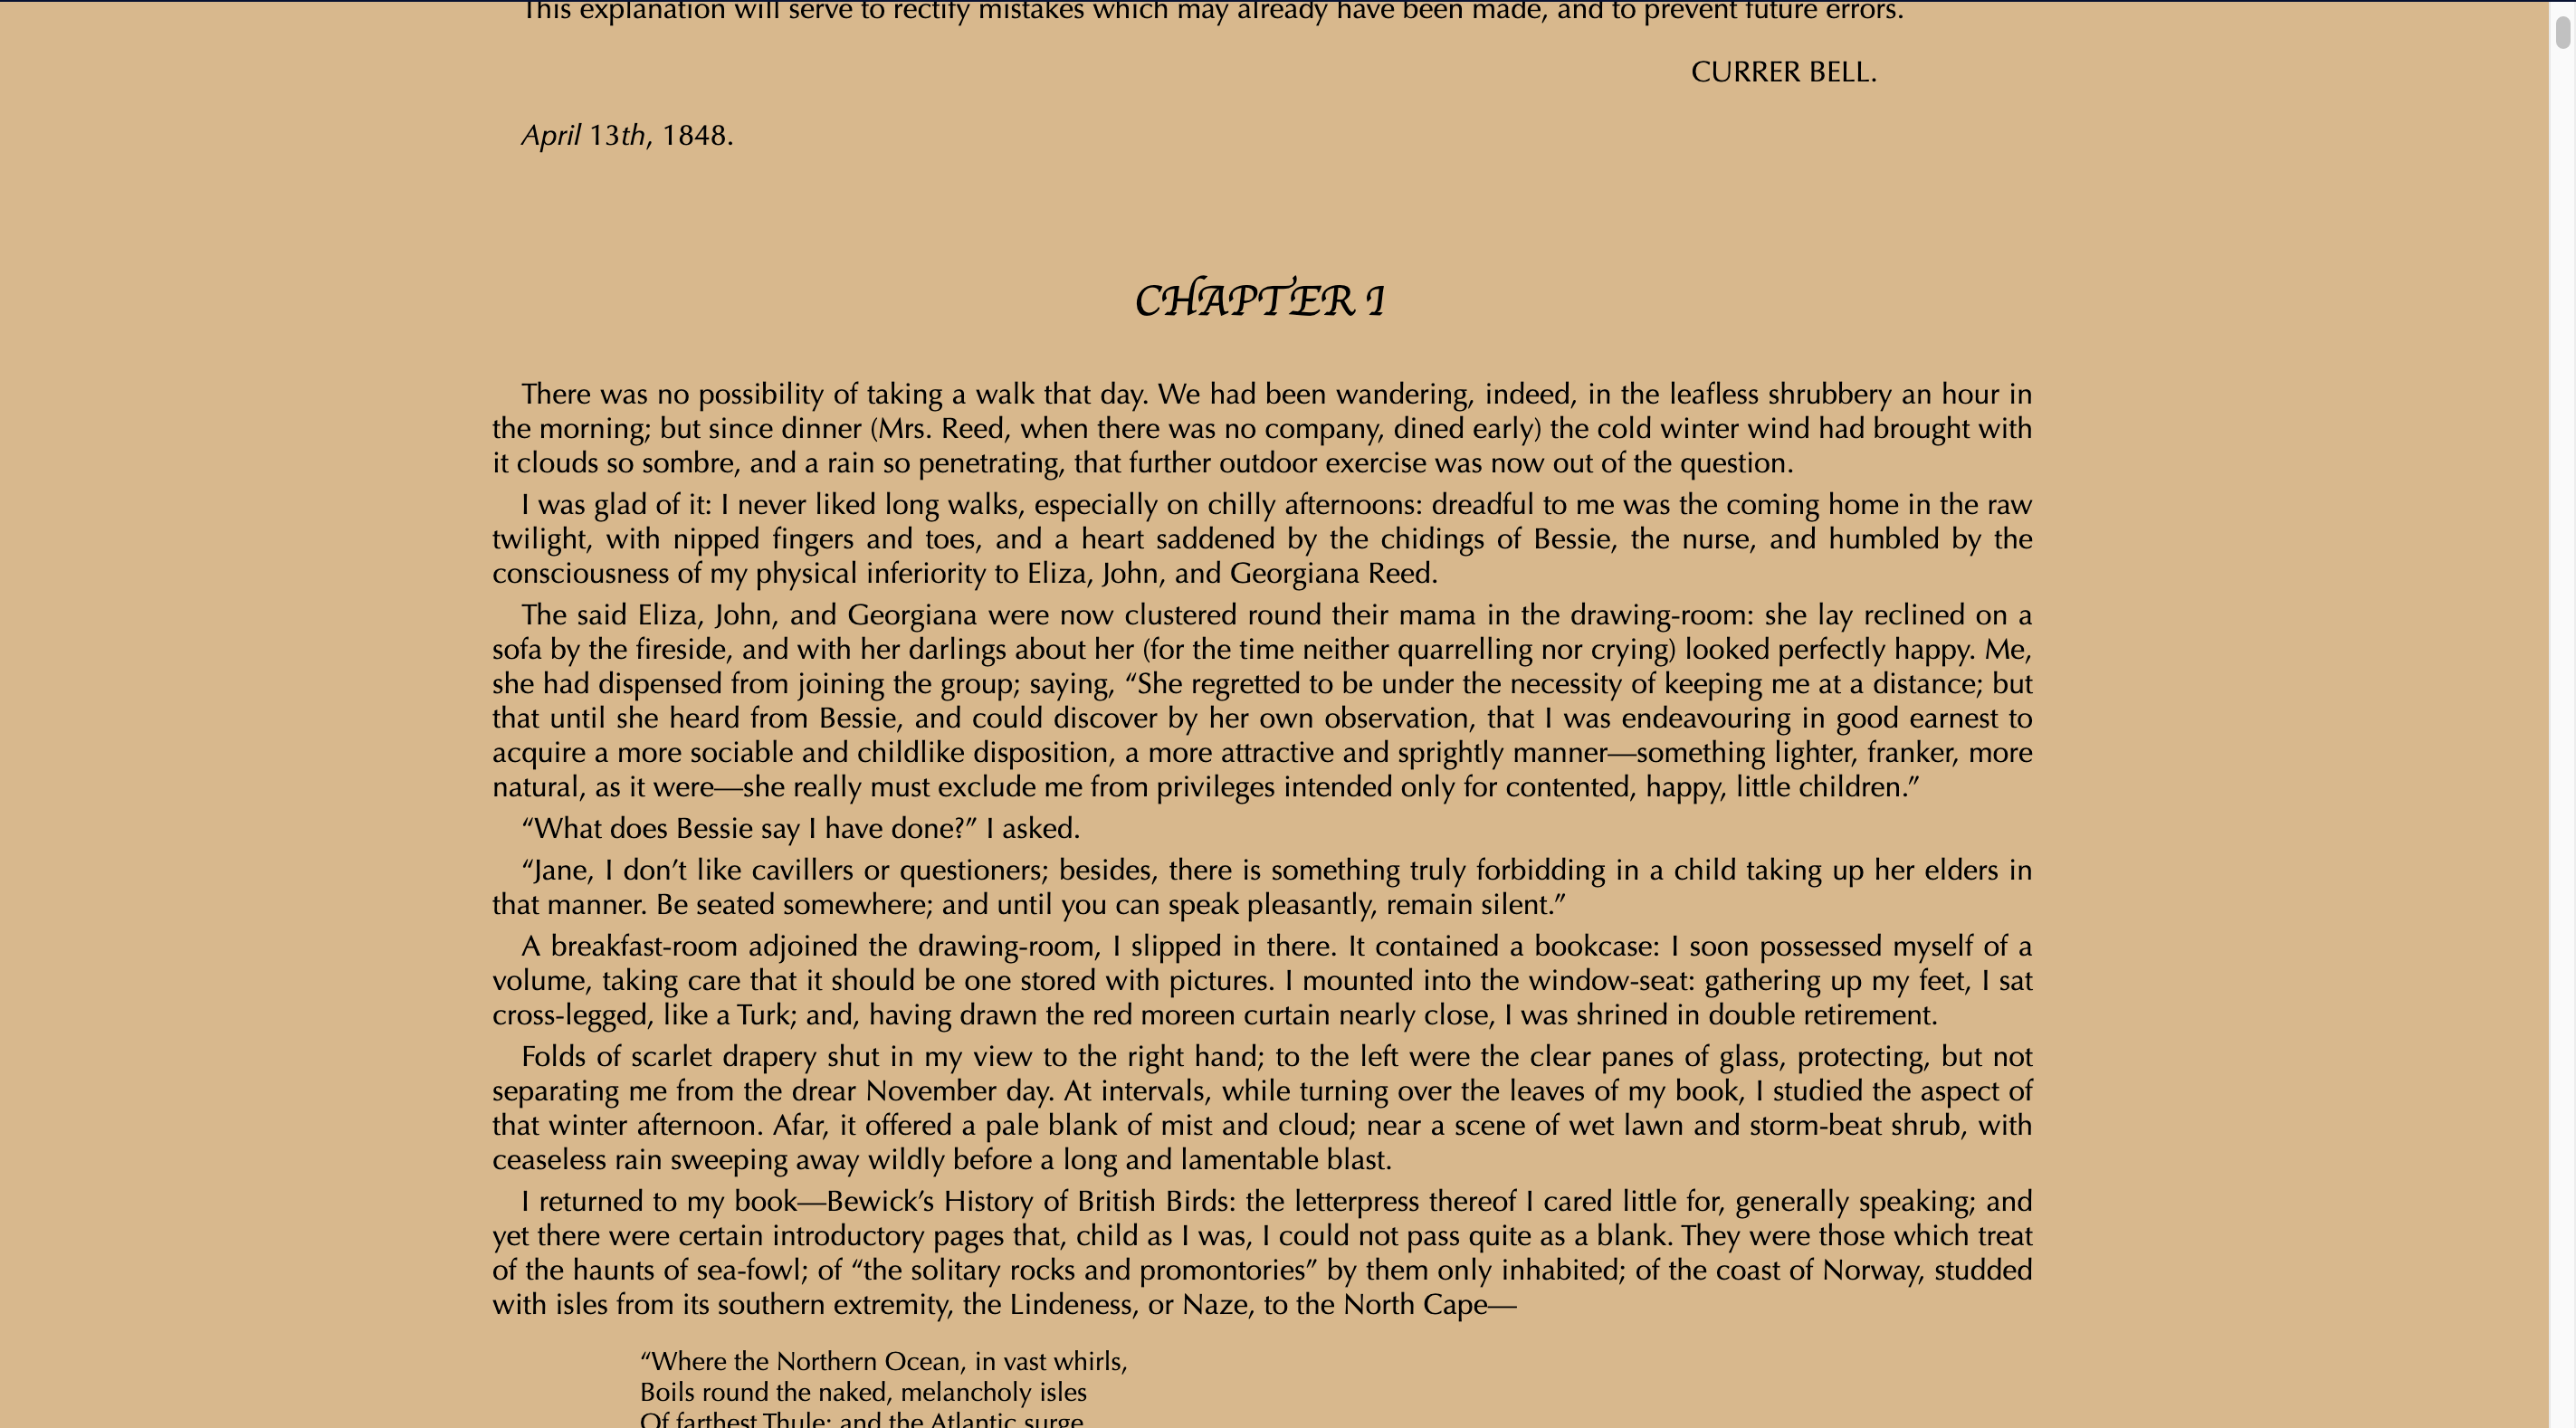 This explanation will serve to rectify mistakes which may already have been made, and to prevent future errors.
CURRER BELL.
April 13th, 1848.
CHAPTER I
There was no possibility of taking a walk that day. We had been wandering, indeed, in the leafless shrubbery an hour in
the morning; but since dinner (Mrs. Reed, when there was no company, dined early) the cold winter wind had brought with
it clouds so sombre, and a rain so penetrating, that further outdoor exercise was now out of the question.
I was glad of it: I never liked long walks, especially on chilly afternoons: dreadful to me was the coming home in the raw
twilight, with nipped fingers and toes, and a heart saddened by the chidings of Bessie, the nurse, and humbled by the
consciousness of my physical inferiority to Eliza, John, and Georgiana Reed.
The said Eliza, John, and Georgiana were now clustered round their mama in the drawing-room: she lay reclined on a
sofa by the fireside, and with her darlings about her (for the time neither quarrelling nor crying) looked perfectly happy. Me,
she had dispensed from joining the group; saying, “She regretted to be under the necessity of keeping me at a distance; but
that until she heard from Bessie, and could discover by her own observation, that I was endeavouring in good earnest to
acquire a more sociable and childlike disposition, a more attractive and sprightly manner—something lighter, franker, more
natural, as it were—she really must exclude me from privileges intended only for contented, happy, little children.”
“What does Bessie say I have done?” I asked.
“Jane, I don’t like cavillers or questioners; besides, there is something truly forbidding in a child taking up her elders in
that manner. Be seated somewhere; and until you can speak pleasantly, remain silent.”
A breakfast-room adjoined the drawing-room, I slipped in there. It contained a bookcase: I soon possessed myself of a
volume, taking care that it should be one stored with pictures. I mounted into the window-seat: gathering up my feet, I sat
cross-legged, like a Turk; and, having drawn the red moreen curtain nearly close, I was shrined in double retirement.
Folds of scarlet drapery shut in my view to the right hand; to the left were the clear panes of glass, protecting, but not
separating me from the drear November day. At intervals, while turning over the leaves of my book, I studied the aspect of
that winter afternoon. Afar, it offered a pale blank of mist and cloud; near a scene of wet lawn and storm-beat shrub, with
ceaseless rain sweeping away wildly before a long and lamentable blast.
I returned to my book—Bewick’s History of British Birds: the letterpress thereof I cared little for, generally speaking; and
yet there were certain introductory pages that, child as I was, I could not pass quite as a blank. They were those which treat
of the haunts of sea-fowl; of “the solitary rocks and promontories” by them only inhabited; of the coast of Norway, studded
with isles from its southern extremity, the Lindeness, or Naze, to the North Cape—
“Where the Northern Ocean, in vast whirls,
Boils round the naked, melancholy isles
Of farthest Thule; and the Atlantic surge